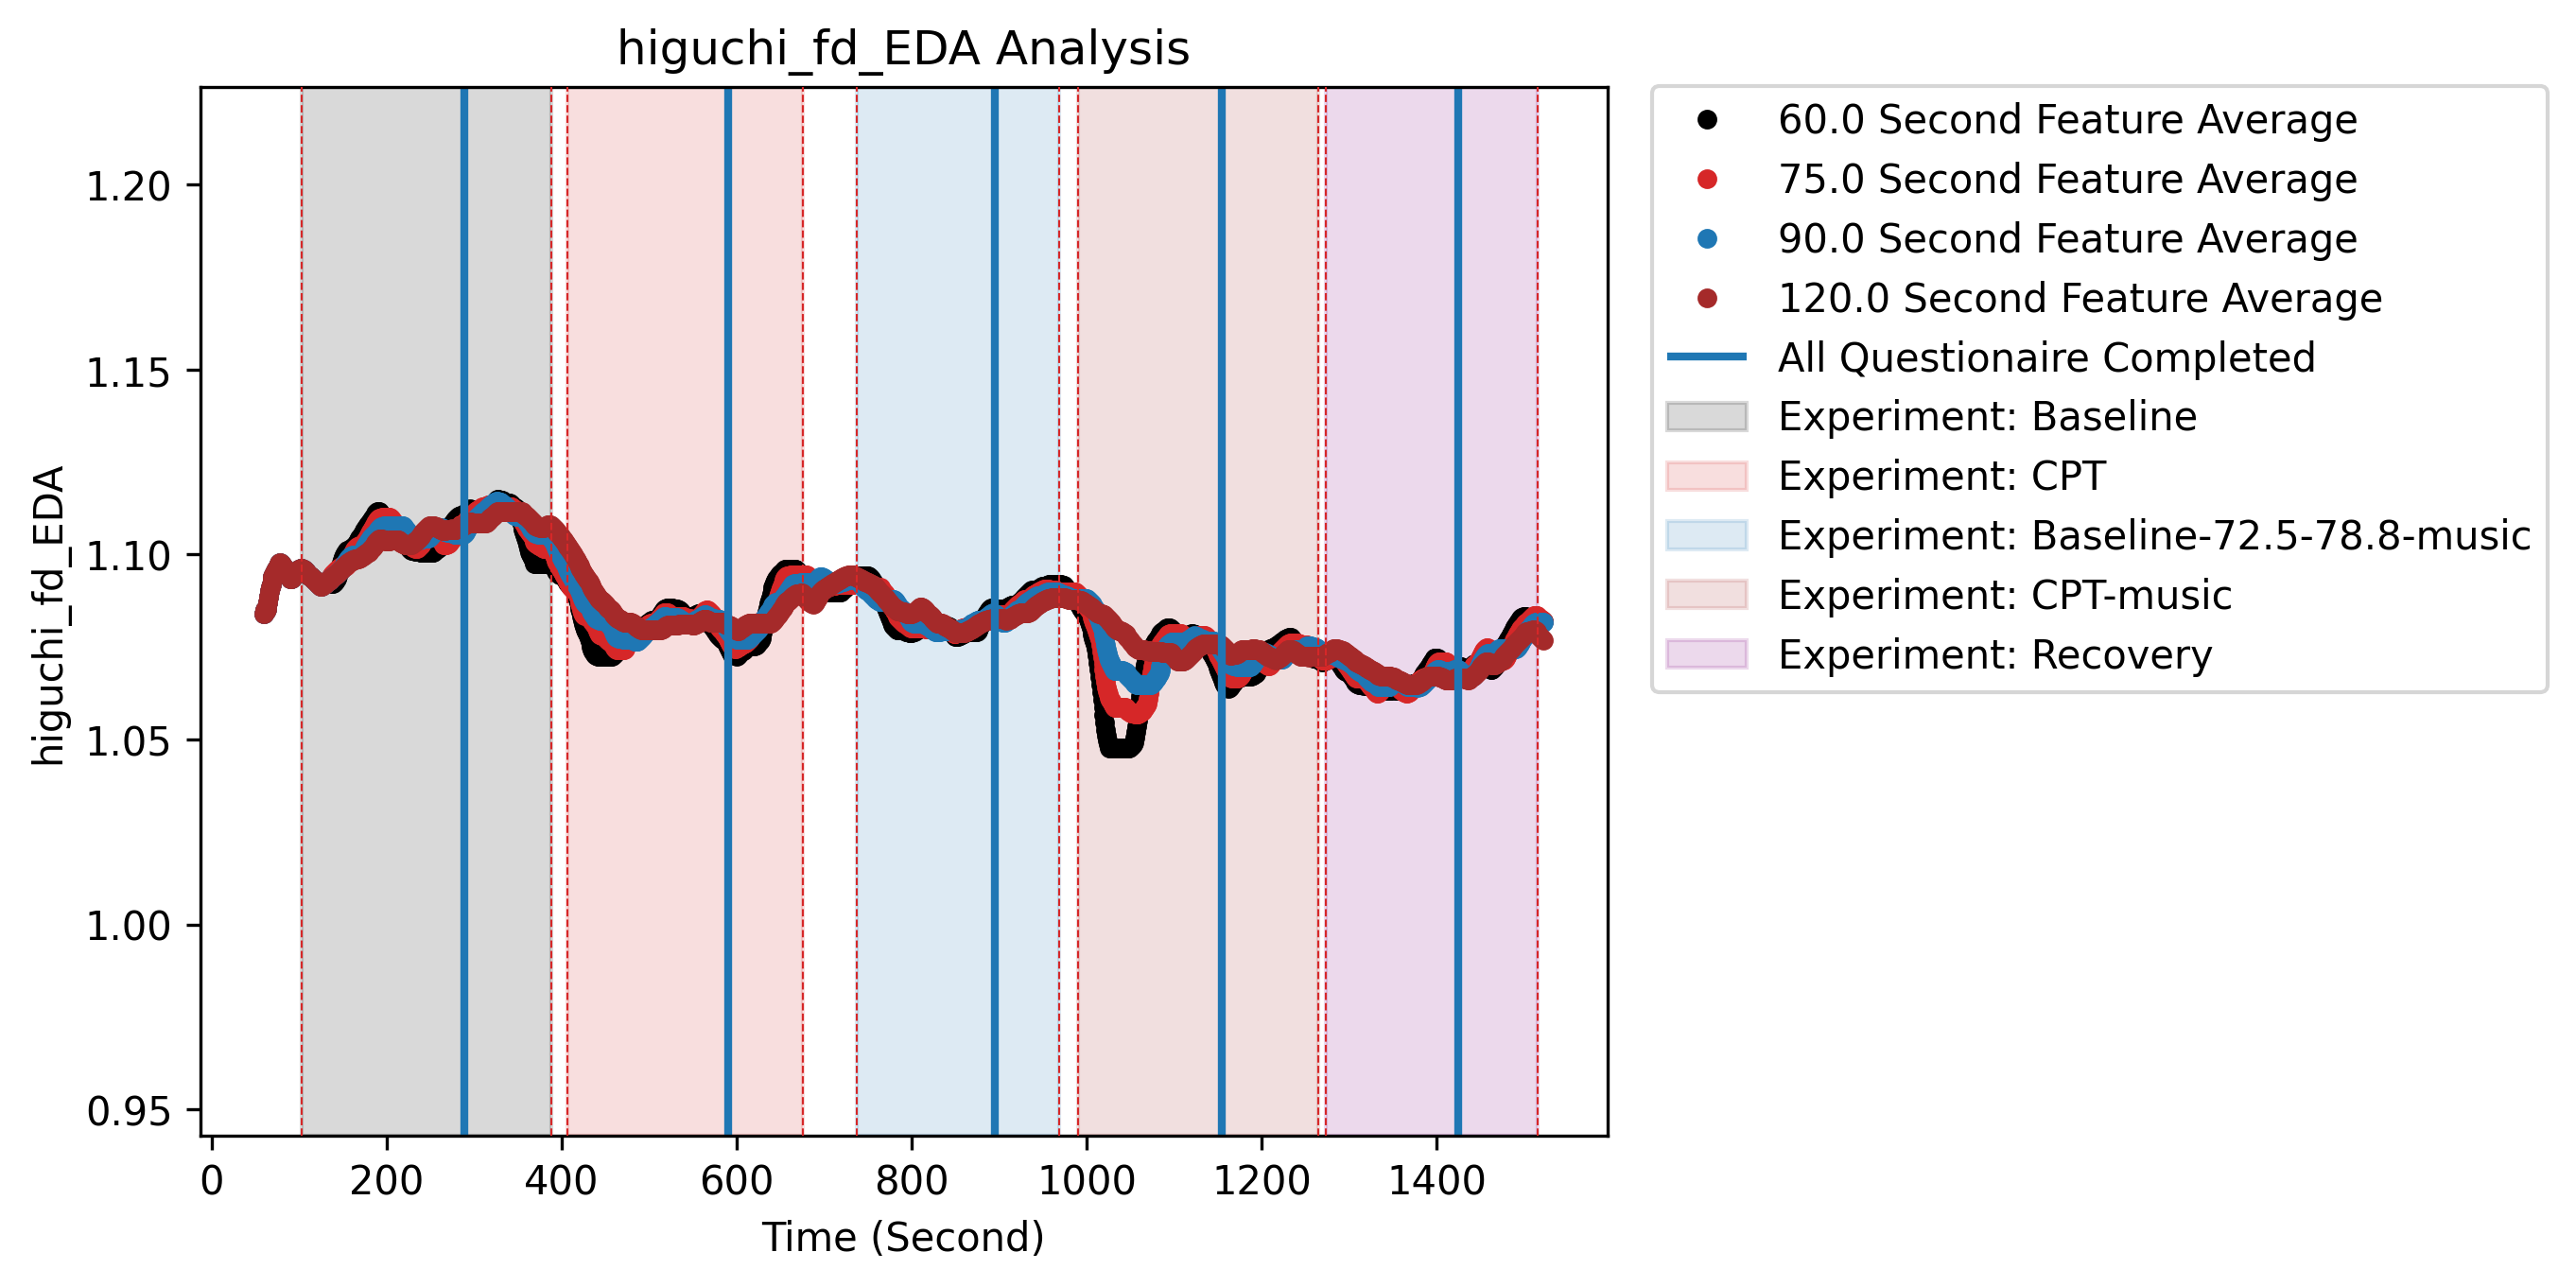 higuchi_fd_EDA Analysis
higuchi_fd_EDA
1.20
1.15
1.10
1.05
1.00
0.95
0
200
400
600
800
1000
1200
1400
Time (Second)
60.0 Second Feature Average
75.0 Second Feature Average
90.0 Second Feature Average
120.0 Second Feature Average
All Questionaire Completed
Experiment: Baseline
Experiment: CPT
Experiment: Baseline-72.5-78.8-music
Experiment: CPT-music
Experiment: Recovery